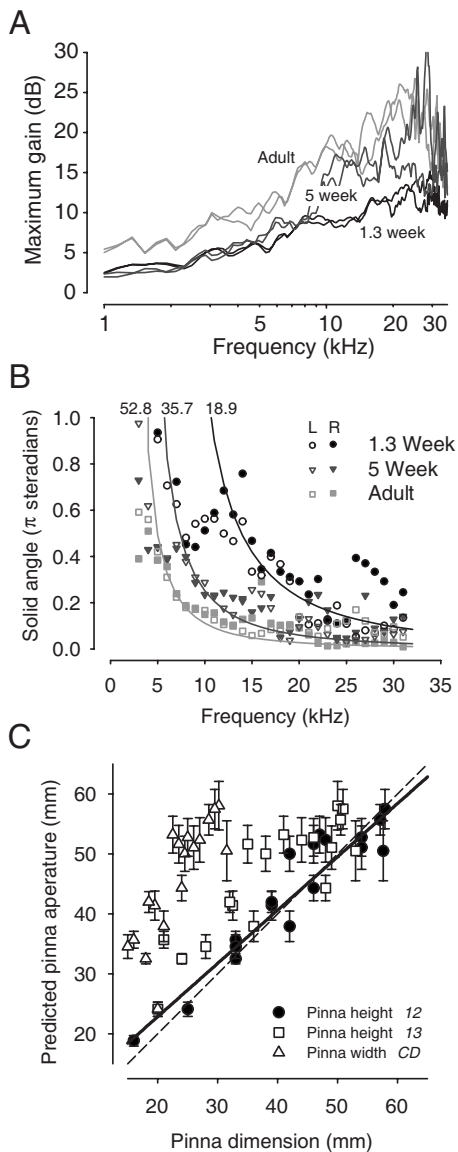 A
Maximum gain (dB)
30
25
20
15
10
5
0
Adult
5 week
1.3 week
1
5
10
20
30
Frequency (kHz)
B
Solid angle (π steradians)
52.8 35.7 18.9
1.0
0.8
0.6
0.4
0.2
0.0
L R
1.3 Week
5 Week
Adult
0 5 10 15 20 25 30 35
Frequency (kHz)
C
Predicted pinna aperature (mm)
60
50
40
30
20
Pinna height 12
Pinna height 13
Pinna width CD
20 30 40 50 60
Pinna dimension (mm)